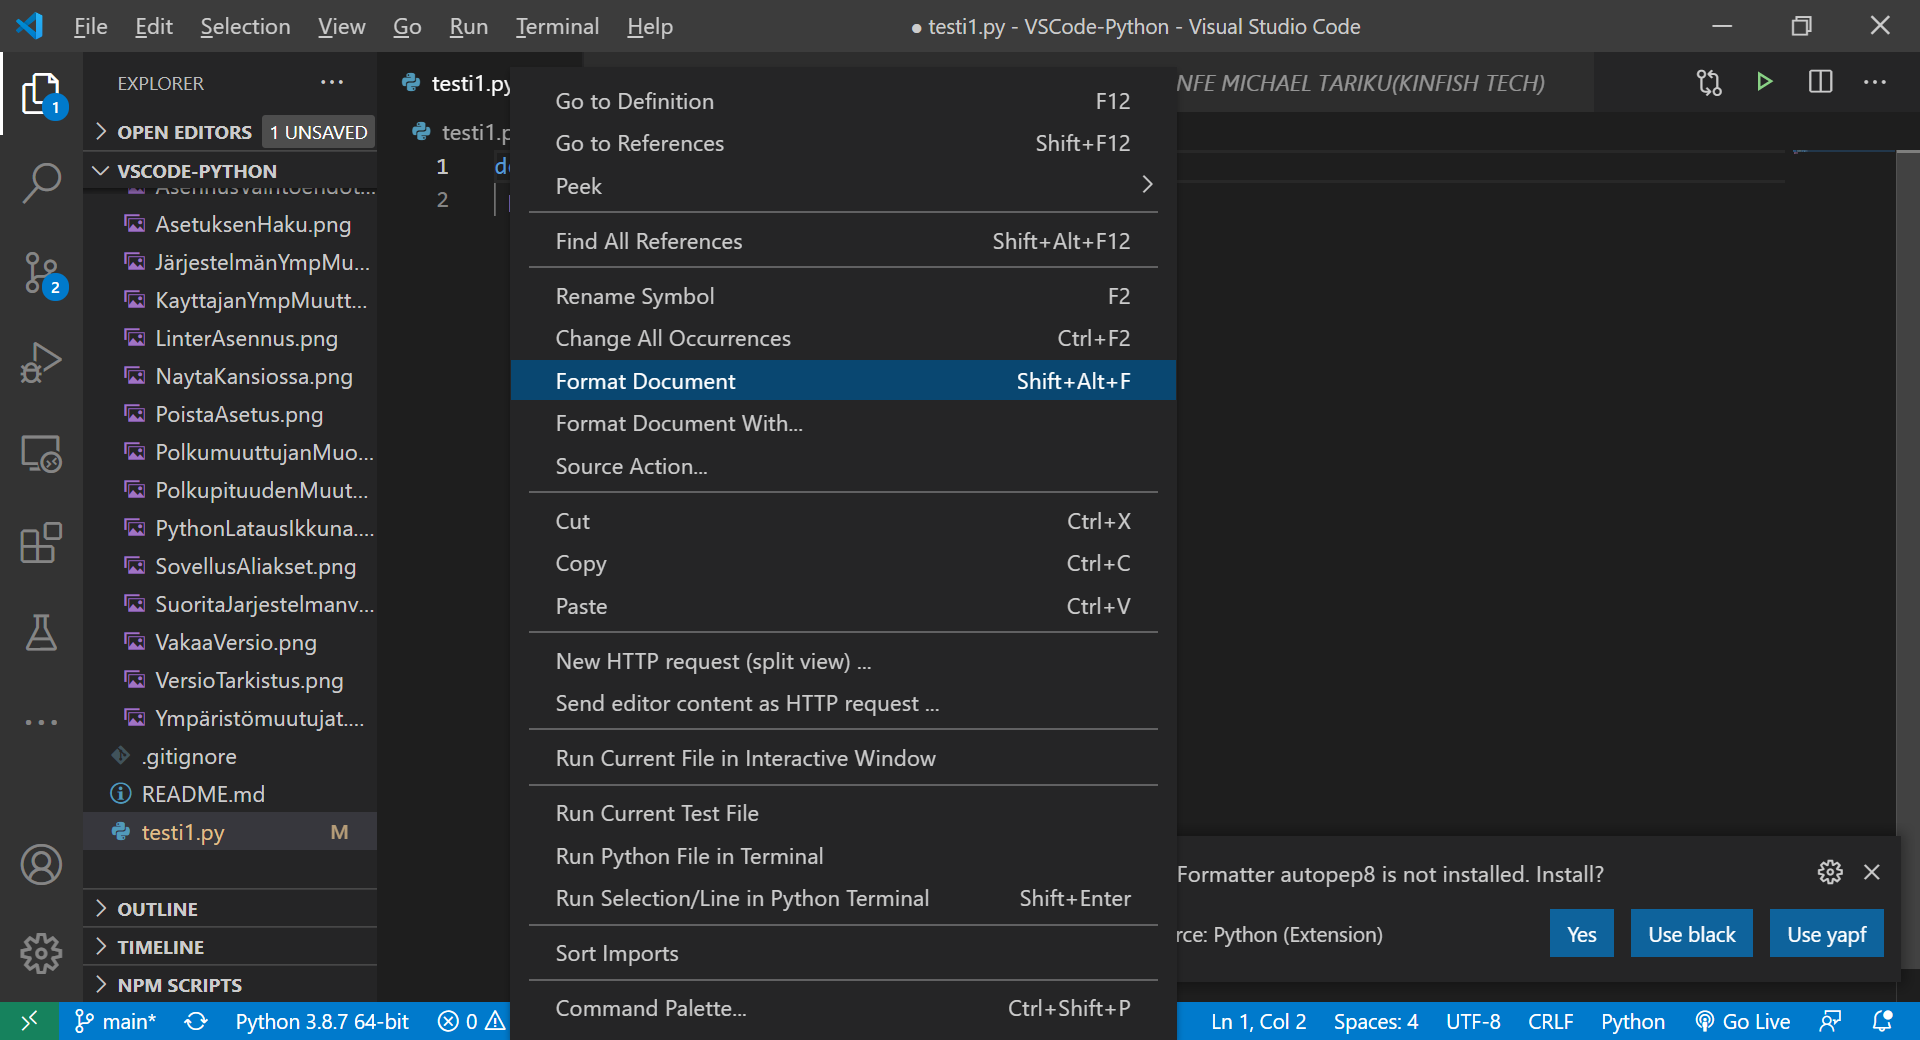 File Edit Selection View Go Run Terminal Help
● testi1.py - VSCode-Python - Visual Studio Code
EXPLORER
OPEN EDITORS 1 UNSAVED
VSCODE-PYTHON
AsetuksenHaku.png
JärjestelmänYmpMu...
KayttajanYmpMuutt...
LinterAsennus.png
NaytaKansiossa.png
PoistaAsetus.png
PolkumuuttujanMuo...
PolkupituudenMuut...
PythonLatausIkkuna....
SovellusAliakset.png
SuoritaJarjestelmanv...
VakaaVersio.png
VersioTarkistus.png
Ympäristömuutujat....
.gitignore
README.md
testi1.py M
OUTLINE
TIMELINE
NPM SCRIPTS
1
2
2
testi1.py
NFE MICHAEL TARIKU(KINFISH TECH)
testi1.p
1
2
Go to Definition F12
Go to References Shift+F12
Peek
Find All References Shift+Alt+F12
Rename Symbol F2
Change All Occurrences Ctrl+F2
Format Document Shift+Alt+F
Format Document With...
Source Action...
Cut Ctrl+X
Copy Ctrl+C
Paste Ctrl+V
New HTTP request (split view) ...
Send editor content as HTTP request ...
Run Current File in Interactive Window
Run Current Test File
Run Python File in Terminal
Run Selection/Line in Python Terminal Shift+Enter
Sort Imports
Command Palette... Ctrl+Shift+P
Formatter autopep8 is not installed. Install?
rce: Python (Extension)
Yes Use black Use yapf
main* Python 3.8.7 64-bit 0
Ln 1, Col 2 Spaces: 4 UTF-8 CRLF Python Go Live